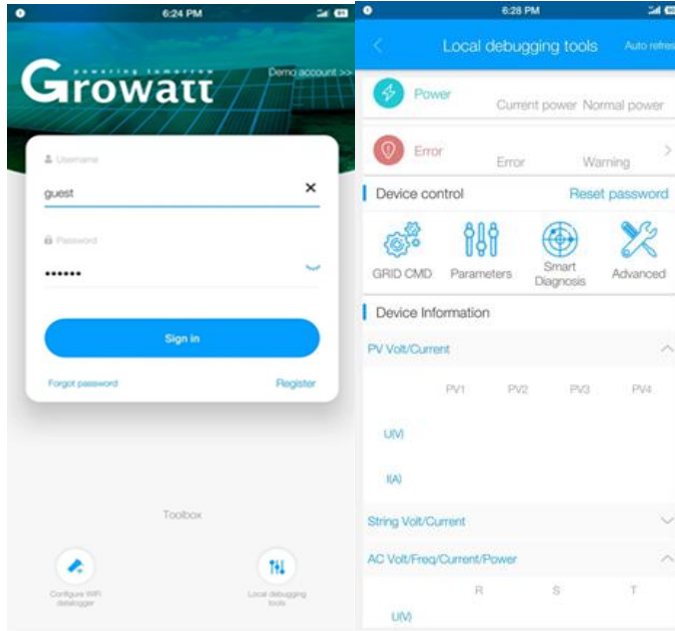 6:24 PM
powering tomorrow
Growatt
Demo account >>
Username
guest
Password
••••••
Sign in
Forgot password
Register
Toolbox
Configure WiFi
datalogger
Local debugging
tools
6:28 PM
Local debugging tools
Auto refres
Power
Current power Normal power
Error
Error
Warning
Device control
Reset password
GRID CMD
Parameters
Smart
Diagnosis
Advanced
Device Information
PV Volt/Current
PV1 PV2 PV3 PV4
U(V)
I(A)
String Volt/Current
AC Volt/Freq/Current/Power
R S T
U(V)